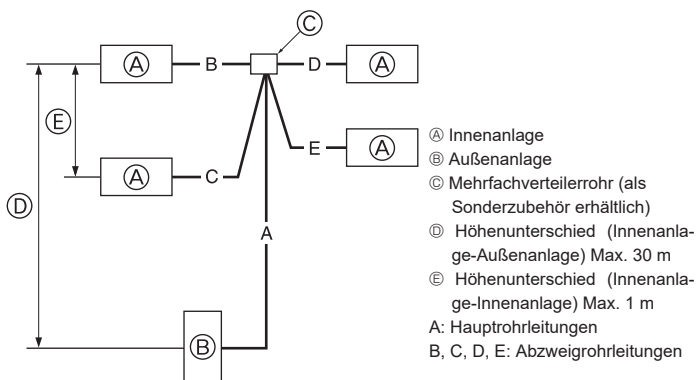 Ⓒ
Ⓐ B D Ⓐ
Ⓔ
E Ⓐ
Ⓐ C
Ⓓ
A
Ⓑ
Ⓐ Innenanlage
Ⓑ Außenanlage
Ⓒ Mehrfachverteilerrohr (als
Sonderzubehör erhältlich)
Ⓓ Höhenunterschied (Innenanla-
ge-Außenanlage) Max. 30 m
Ⓔ Höhenunterschied (Innenanla-
ge-Innenanlage) Max. 1 m
A: Hauptrohrleitungen
B, C, D, E: Abzweigrohrleitungen